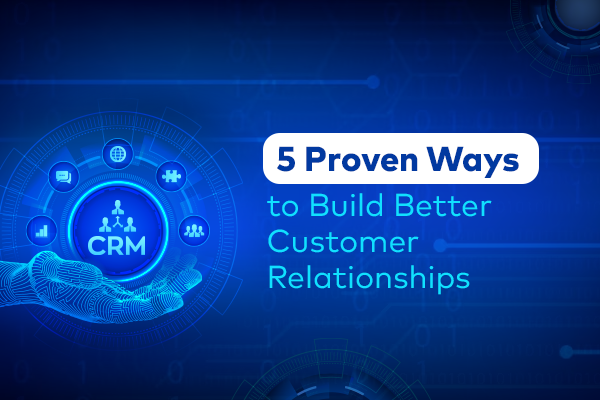 5 Proven Ways
to Build Better
Customer
Relationships
CRM